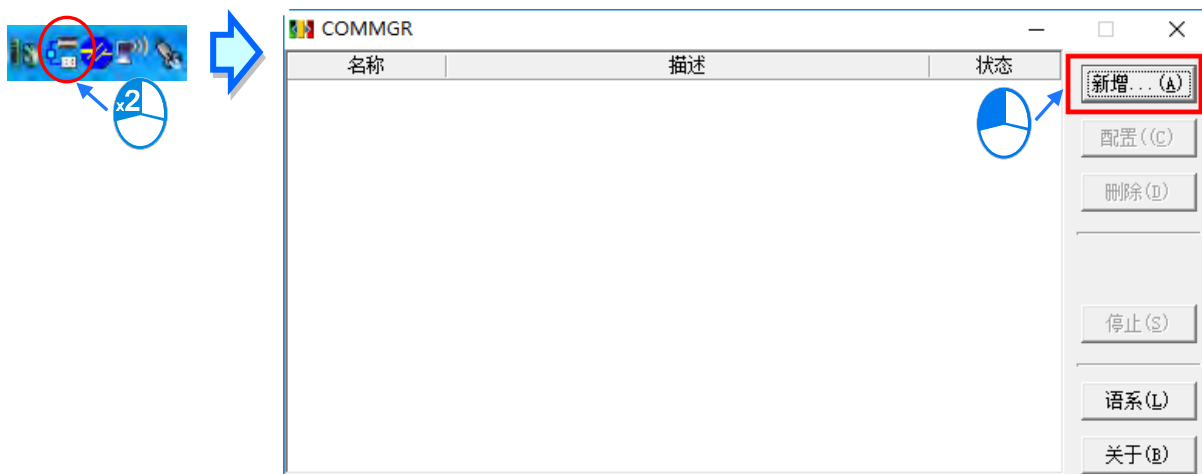 COMMGR
名称 描述 状态
新增...(A)
x2
配置((C)
删除(D)
停止(S)
语系(L)
关于(B)